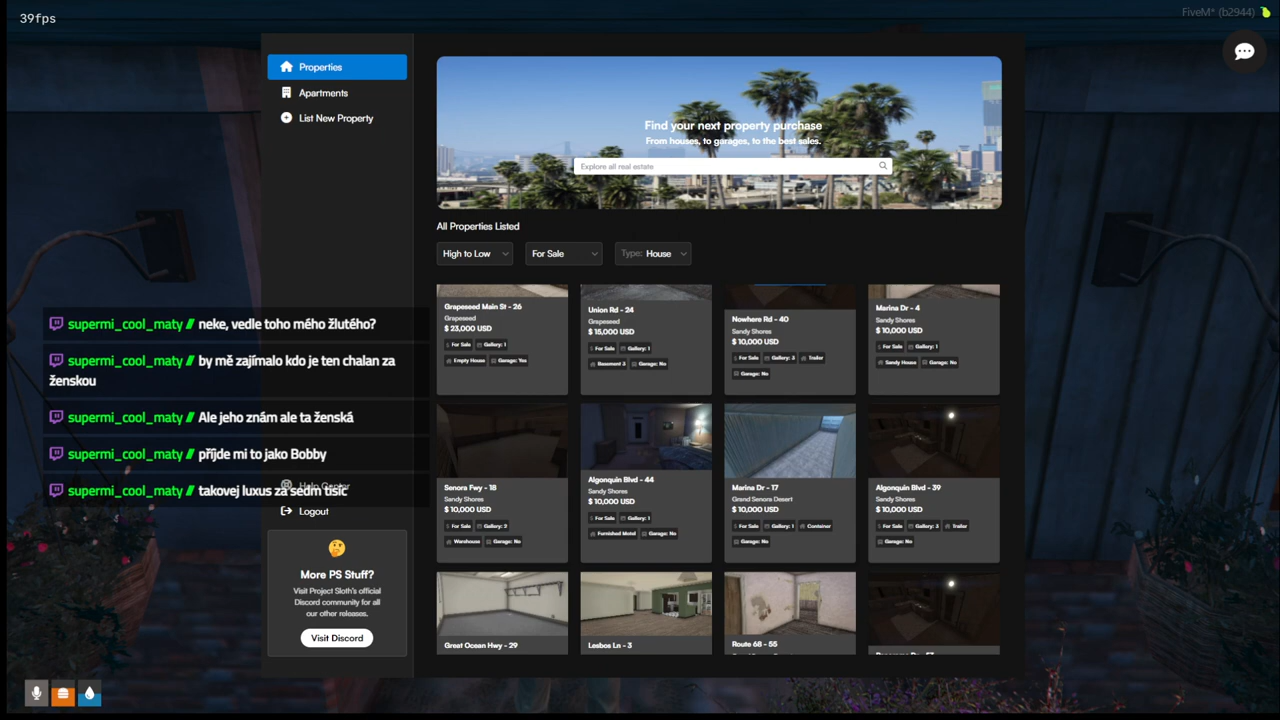 39fps
FiveM* (b2944)
Properties
Apartments
List New Property
Find your next property purchase
From houses, to garages, to the best sales.
Explore all real estate
All Properties Listed
High to Low
For Sale
Type: House
Grapeseed Main St - 26
Grapeseed
$ 23,000 USD
For Sale Gallery: 1
Empty House Garage: Yes
Union Rd - 24
Grapeseed
$ 15,000 USD
For Sale Gallery: 1
Basement 3 Garage: No
Nowhere Rd - 40
Sandy Shores
$ 10,000 USD
For Sale Gallery: 3 Trailer
Garage: No
Marina Dr - 4
Sandy Shores
$ 10,000 USD
For Sale Gallery: 1
Sandy House Garage: No
supermi_cool_maty // neke, vedle toho mého žlutého?
supermi_cool_maty // by mě zajímalo kdo je ten chalan za
ženskou
supermi_cool_maty // Ale jeho znám ale ta ženská
supermi_cool_maty // příjde mi to jako Bobby
supermi_cool_maty // takovej luxus za sedm tisíc
Help Center
Logout
Senora Fwy - 18
Sandy Shores
$ 10,000 USD
For Sale Gallery: 2
Warehouse Garage: No
Algonquin Blvd - 44
Sandy Shores
$ 10,000 USD
For Sale Gallery: 1
Furnished Motel Garage: No
Marina Dr - 17
Grand Senora Desert
$ 10,000 USD
For Sale Gallery: 1 Container
Garage: No
Algonquin Blvd - 39
Sandy Shores
$ 10,000 USD
For Sale Gallery: 3 Trailer
Garage: No
More PS Stuff?
Visit Project Sloth's official
Discord community for all
our other releases.
Visit Discord
Great Ocean Hwy - 29
Lesbos Ln - 3
Route 68 - 55